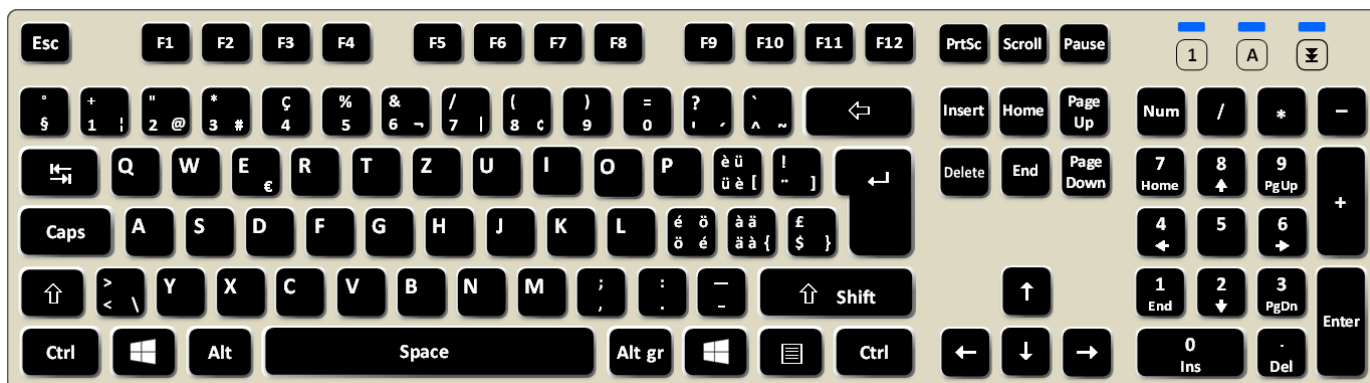 Esc F1 F2 F3 F4 F5 F6 F7 F8 F9 F10 F11 F12 PrtSc Scroll Pause 1 A
° + " * Ç % & / ( ) = ? ` Insert Home Page Up Num / * −
§ 1 ¦ 2 @ 3 # 4 5 6 ¬ 7 | 8 ¢ 9 0 ' ´ ^ ~
Q W E € R T Z U I O P è ü ! Delete End Page Down 7 8 9 +
ü è [ ¨ ] Home PgUp
Caps A S D F G H J K L é ö à ä £ 4 5 6
ö é ä à { $ }
> Y X C V B N M ; : _ Shift 1 2 3 Enter
< \ , . - End PgDn
Ctrl Alt Space Alt gr Ctrl 0 .
Ins Del